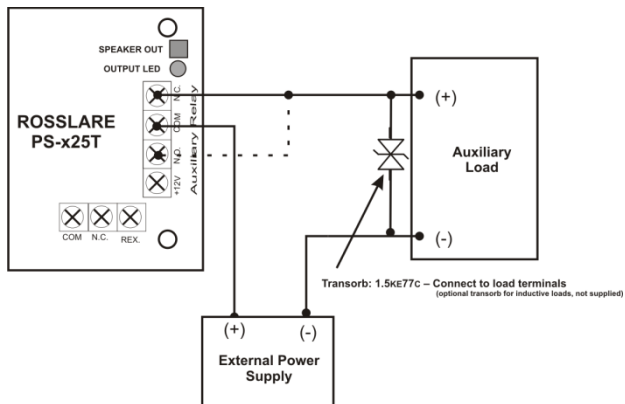 SPEAKER OUT
OUTPUT LED
ROSSLARE
PS-x25T
N.C.
COM
N.O.
+12V
Auxiliary Relay
COM N.C. REX.
(+)
Auxiliary
Load
(-)
Transorb: 1.5KE77C – Connect to load terminals
(optional transorb for inductive loads, not supplied)
(+) (-)
External Power
Supply